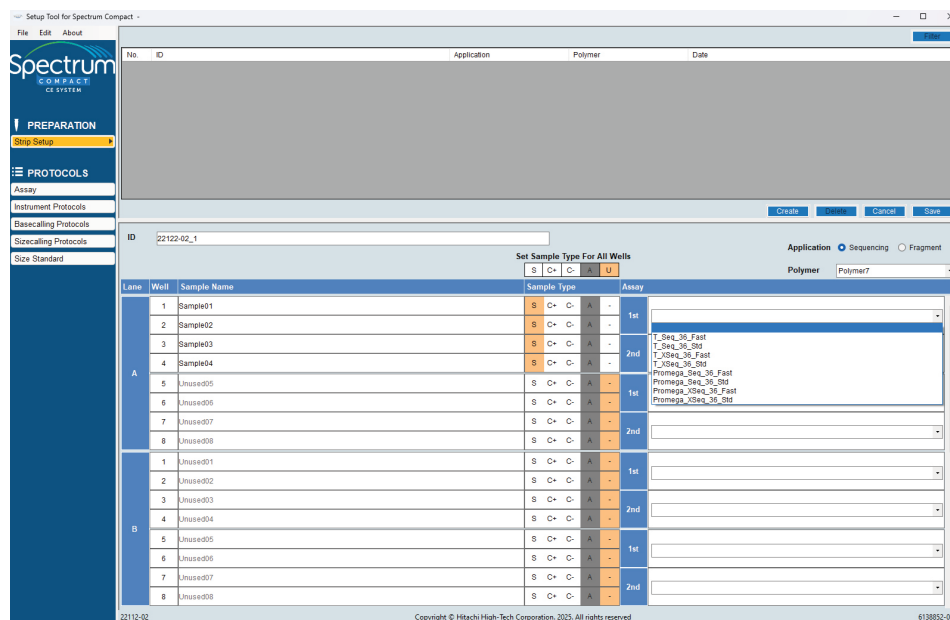 Setup Tool for Spectrum Compact -
File Edit About
Filter
Spectrum
COMPACT
CE SYSTEM
No. ID Application Polymer Date
PREPARATION
Strip Setup
PROTOCOLS
Assay
Instrument Protocols
Basecalling Protocols
Sizecalling Protocols
Size Standard
Create Delete Cancel Save
ID 22122-02_1
Application Sequencing Fragment
Set Sample Type For All Wells
S C+ C- A U
Polymer Polymer7
Lane Well Sample Name Sample Type Assay
A
1 Sample01 S C+ C- A -
1st
2 Sample02 S C+ C- A -
3 Sample03 S C+ C- A -
2nd
4 Sample04 S C+ C- A -
T_Seq_36_Fast
T_Seq_36_Std
T_XSeq_36_Fast
T_XSeq_36_Std
Promega_Seq_36_Fast
Promega_Seq_36_Std
Promega_XSeq_36_Fast
Promega_XSeq_36_Std
5 Unused05 S C+ C- A -
1st
6 Unused06 S C+ C- A -
7 Unused07 S C+ C- A -
2nd
8 Unused08 S C+ C- A -
B
1 Unused01 S C+ C- A -
1st
2 Unused02 S C+ C- A -
3 Unused03 S C+ C- A -
2nd
4 Unused04 S C+ C- A -
5 Unused05 S C+ C- A -
1st
6 Unused06 S C+ C- A -
7 Unused07 S C+ C- A -
2nd
8 Unused08 S C+ C- A -
22112-02 Copyright © Hitachi High-Tech Corporation, 2025. All rights reserved